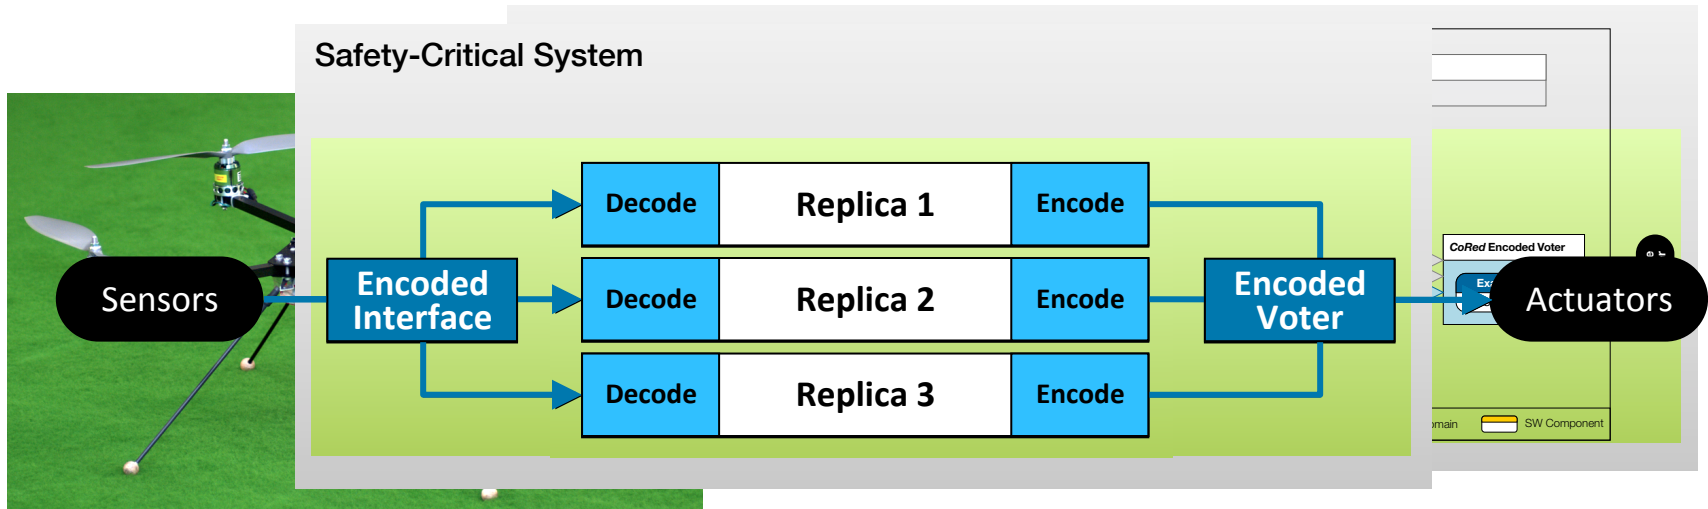 Safety-Critical System
Sensors
Encoded
Interface
Decode
Replica 1
Encode
Decode
Replica 2
Encode
Decode
Replica 3
Encode
Encoded
Voter
CoRed Encoded Voter
Actuators
SW Component